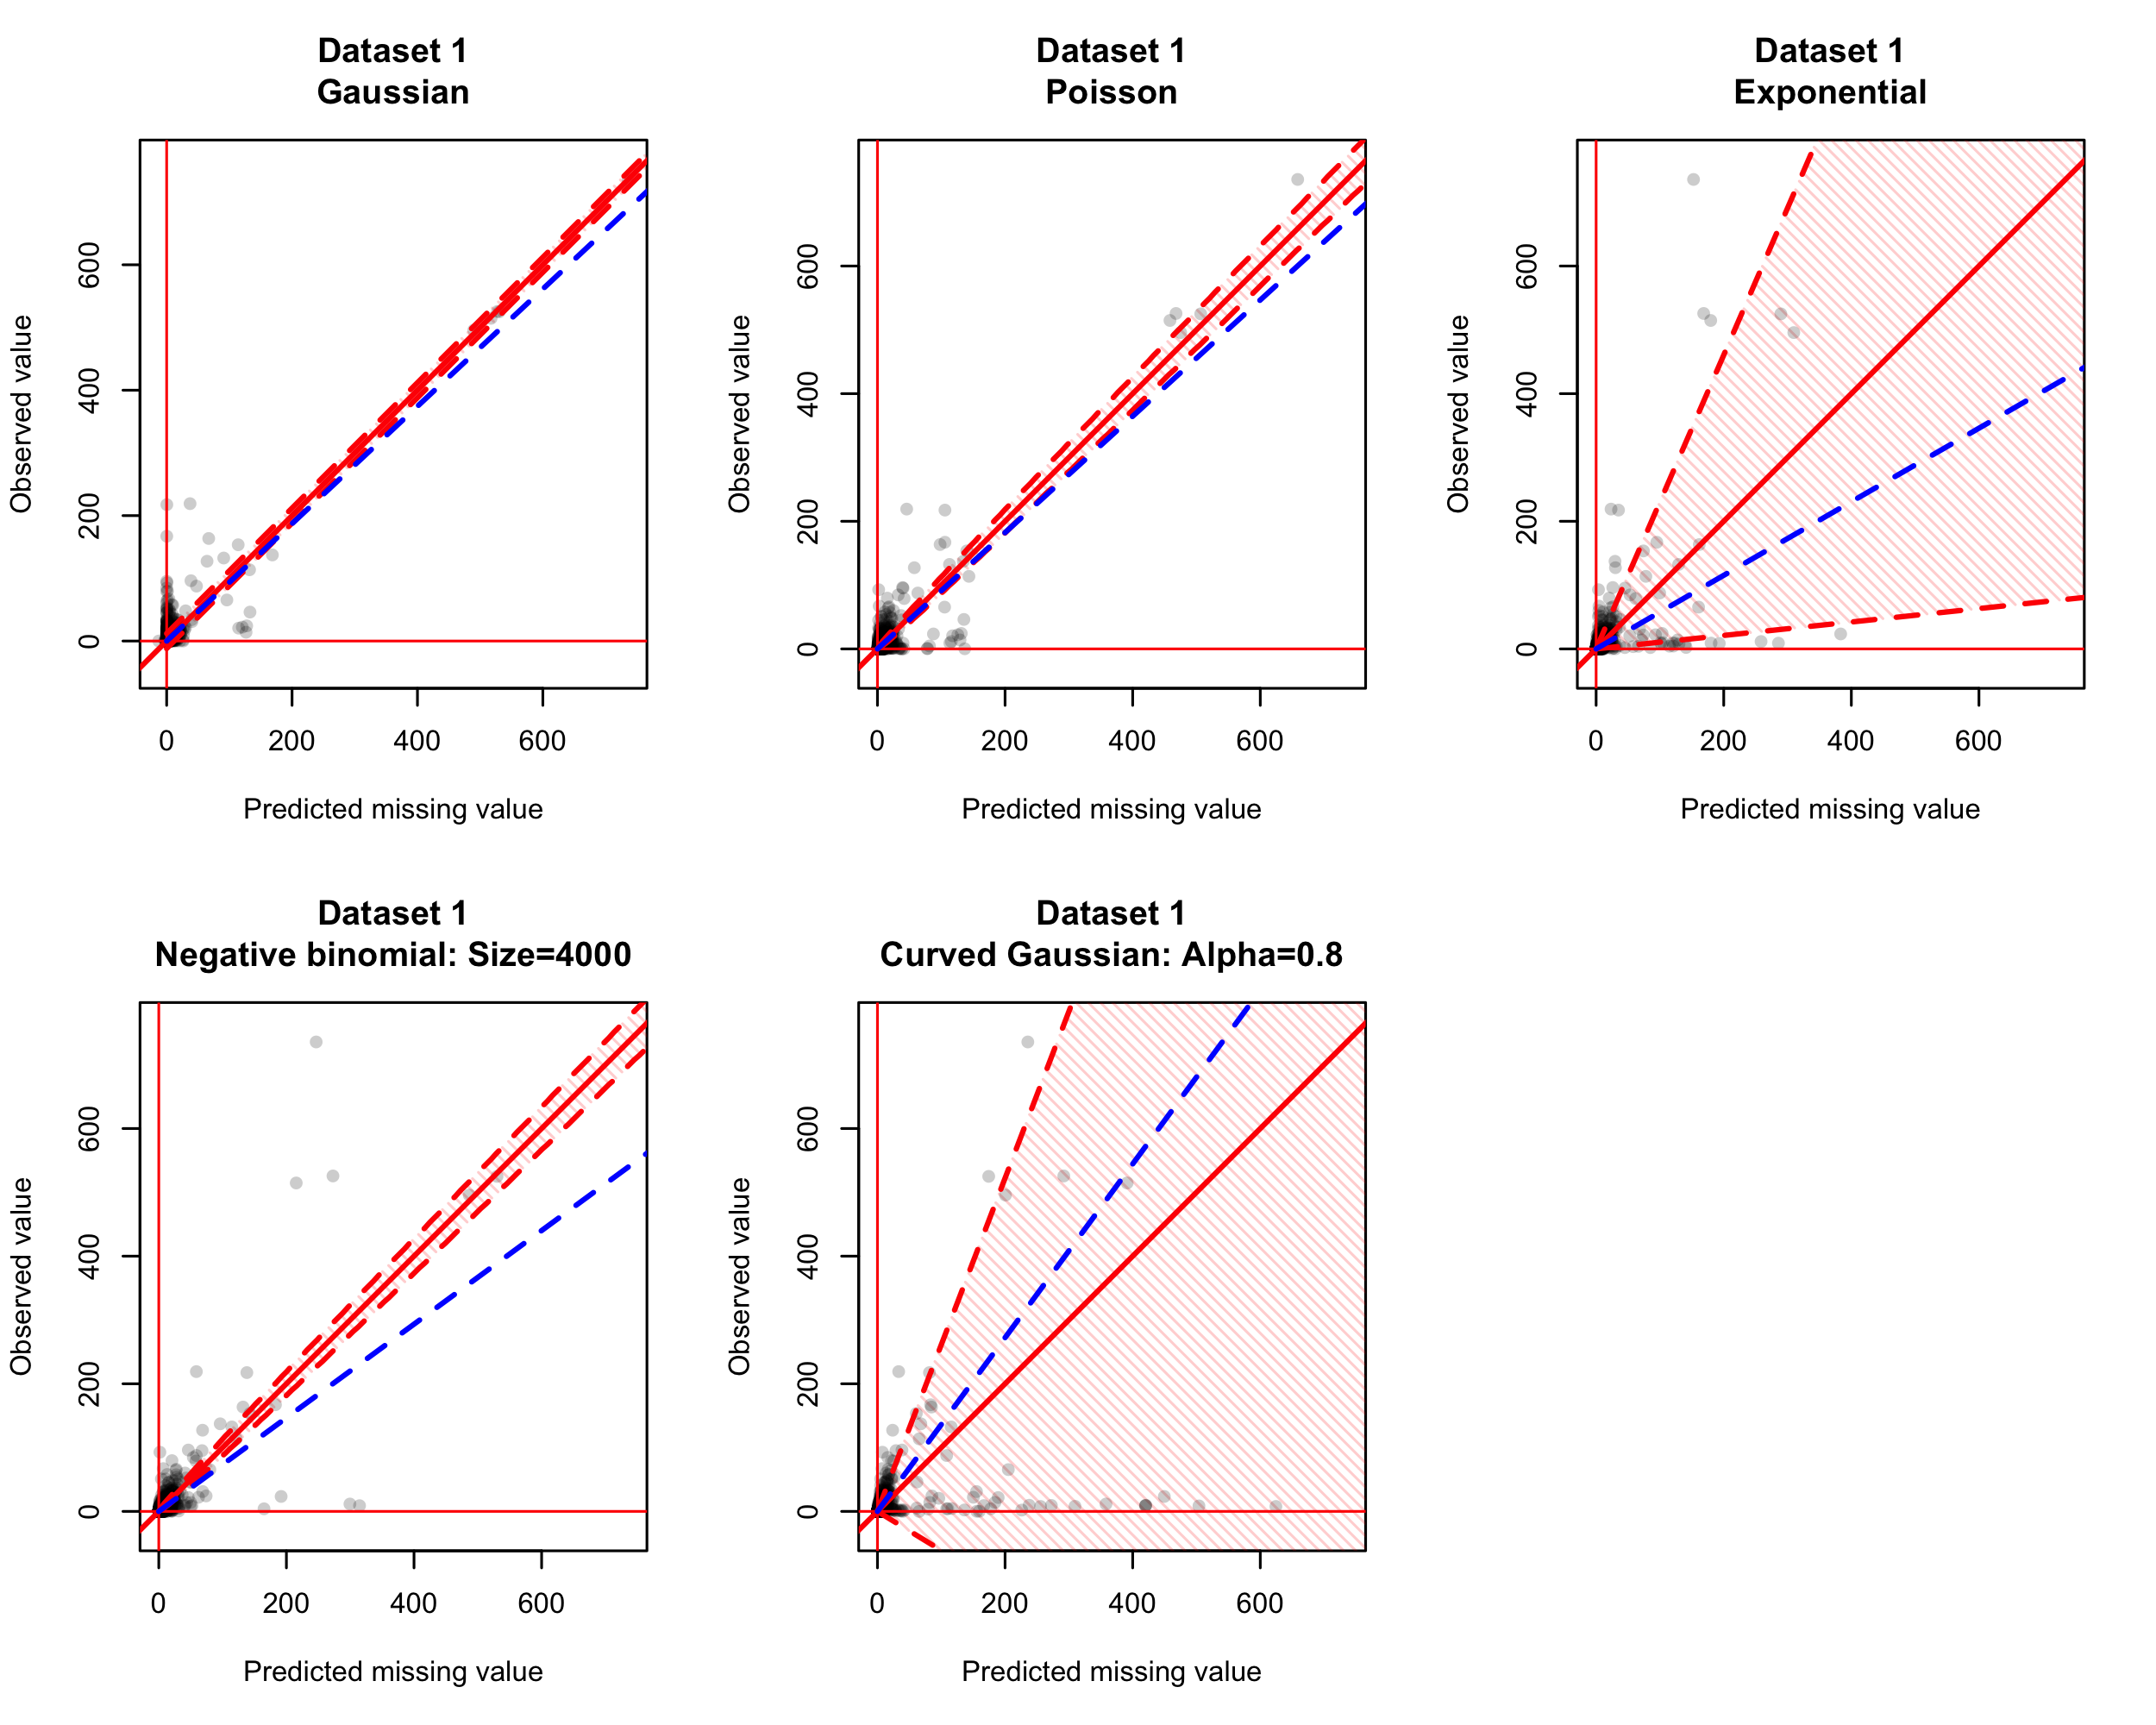 Dataset 1
Gaussian
Observed value
600
400
200
0
0 200 400 600
Predicted missing value
Dataset 1
Poisson
Observed value
600
400
200
0
0 200 400 600
Predicted missing value
Dataset 1
Exponential
Observed value
600
400
200
0
0 200 400 600
Predicted missing value
Dataset 1
Negative binomial: Size=4000
Observed value
600
400
200
0
0 200 400 600
Predicted missing value
Dataset 1
Curved Gaussian: Alpha=0.8
Observed value
600
400
200
0
0 200 400 600
Predicted missing value